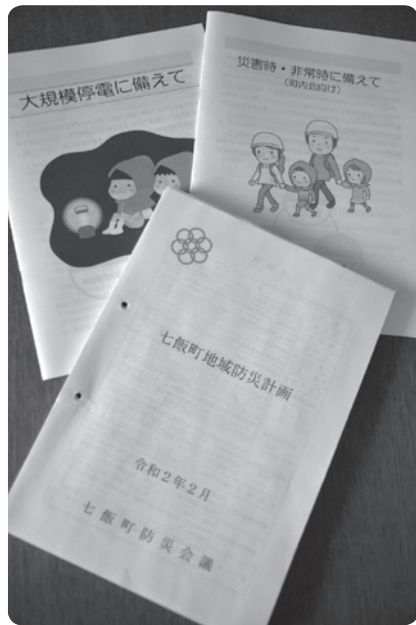 大規模停電に備えて
災害時・非常時に備えて
(町内会向け)
七飯町地域防災計画
令和2年2月
七飯町防災会議